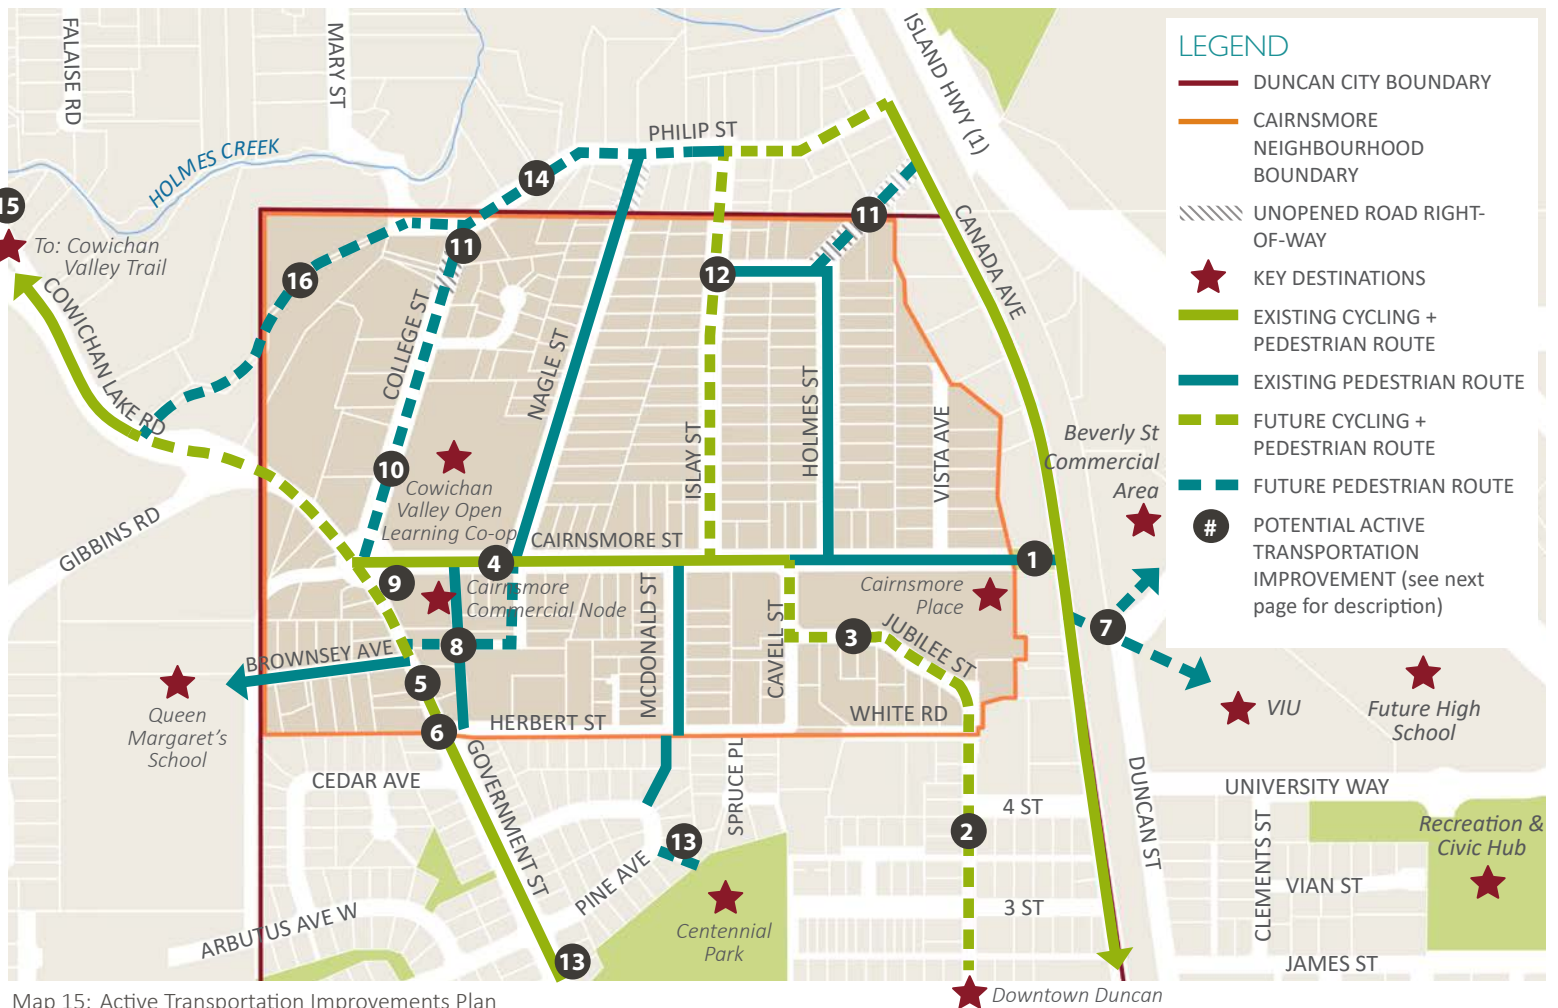 FALAISE RD
MARY ST
HOLMES CREEK
PHILIP ST
ISLAND HWY (1)
CANADA AVE
15
To: Cowichan
Valley Trail
COWICHAN LAKE RD
GIBBINS RD
14
11
16
11
12
COLLEGE ST
NAGLE ST
ISLAY ST
HOLMES ST
VISTA AVE
10
Cowichan
Valley Open
Learning Co-op
Beverly St
Commercial
Area
CAIRNSMORE ST
4
1
9
Cairnsmore
Commercial Node
Cairnsmore
Place
MCDONALD ST
CAVELL ST
3
JUBILEE ST
7
8
BROWNSEY AVE
5
6
Queen
Margaret's
School
HERBERT ST
WHITE RD
VIU
Future High
School
CEDAR AVE
GOVERNMENT ST
SPRUCE PL
4 ST
2
DUNCAN ST
UNIVERSITY WAY
CLEMENTS ST
Recreation &
Civic Hub
13
PINE AVE
VIAN ST
ARBUTUS AVE W
Centennial
Park
3 ST
13
JAMES ST
Downtown Duncan
LEGEND
DUNCAN CITY BOUNDARY
CAIRNSMORE
NEIGHBOURHOOD
BOUNDARY
UNOPENED ROAD RIGHT-
OF-WAY
KEY DESTINATIONS
EXISTING CYCLING +
PEDESTRIAN ROUTE
EXISTING PEDESTRIAN ROUTE
FUTURE CYCLING +
PEDESTRIAN ROUTE
FUTURE PEDESTRIAN ROUTE
#
POTENTIAL ACTIVE
TRANSPORTATION
IMPROVEMENT (see next
page for description)
Map 15: Active Transportation Improvements Plan